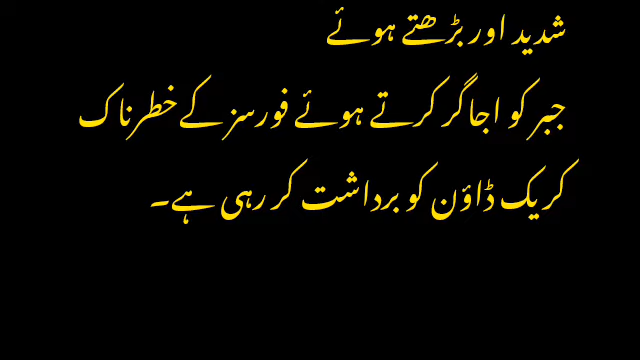 شدید اور بڑھتے ہوئے
جبر کو اجاگر کرتے ہوئے فورسز کے خطرناک
کریک ڈاؤن کو برداشت کر رہی ہے۔